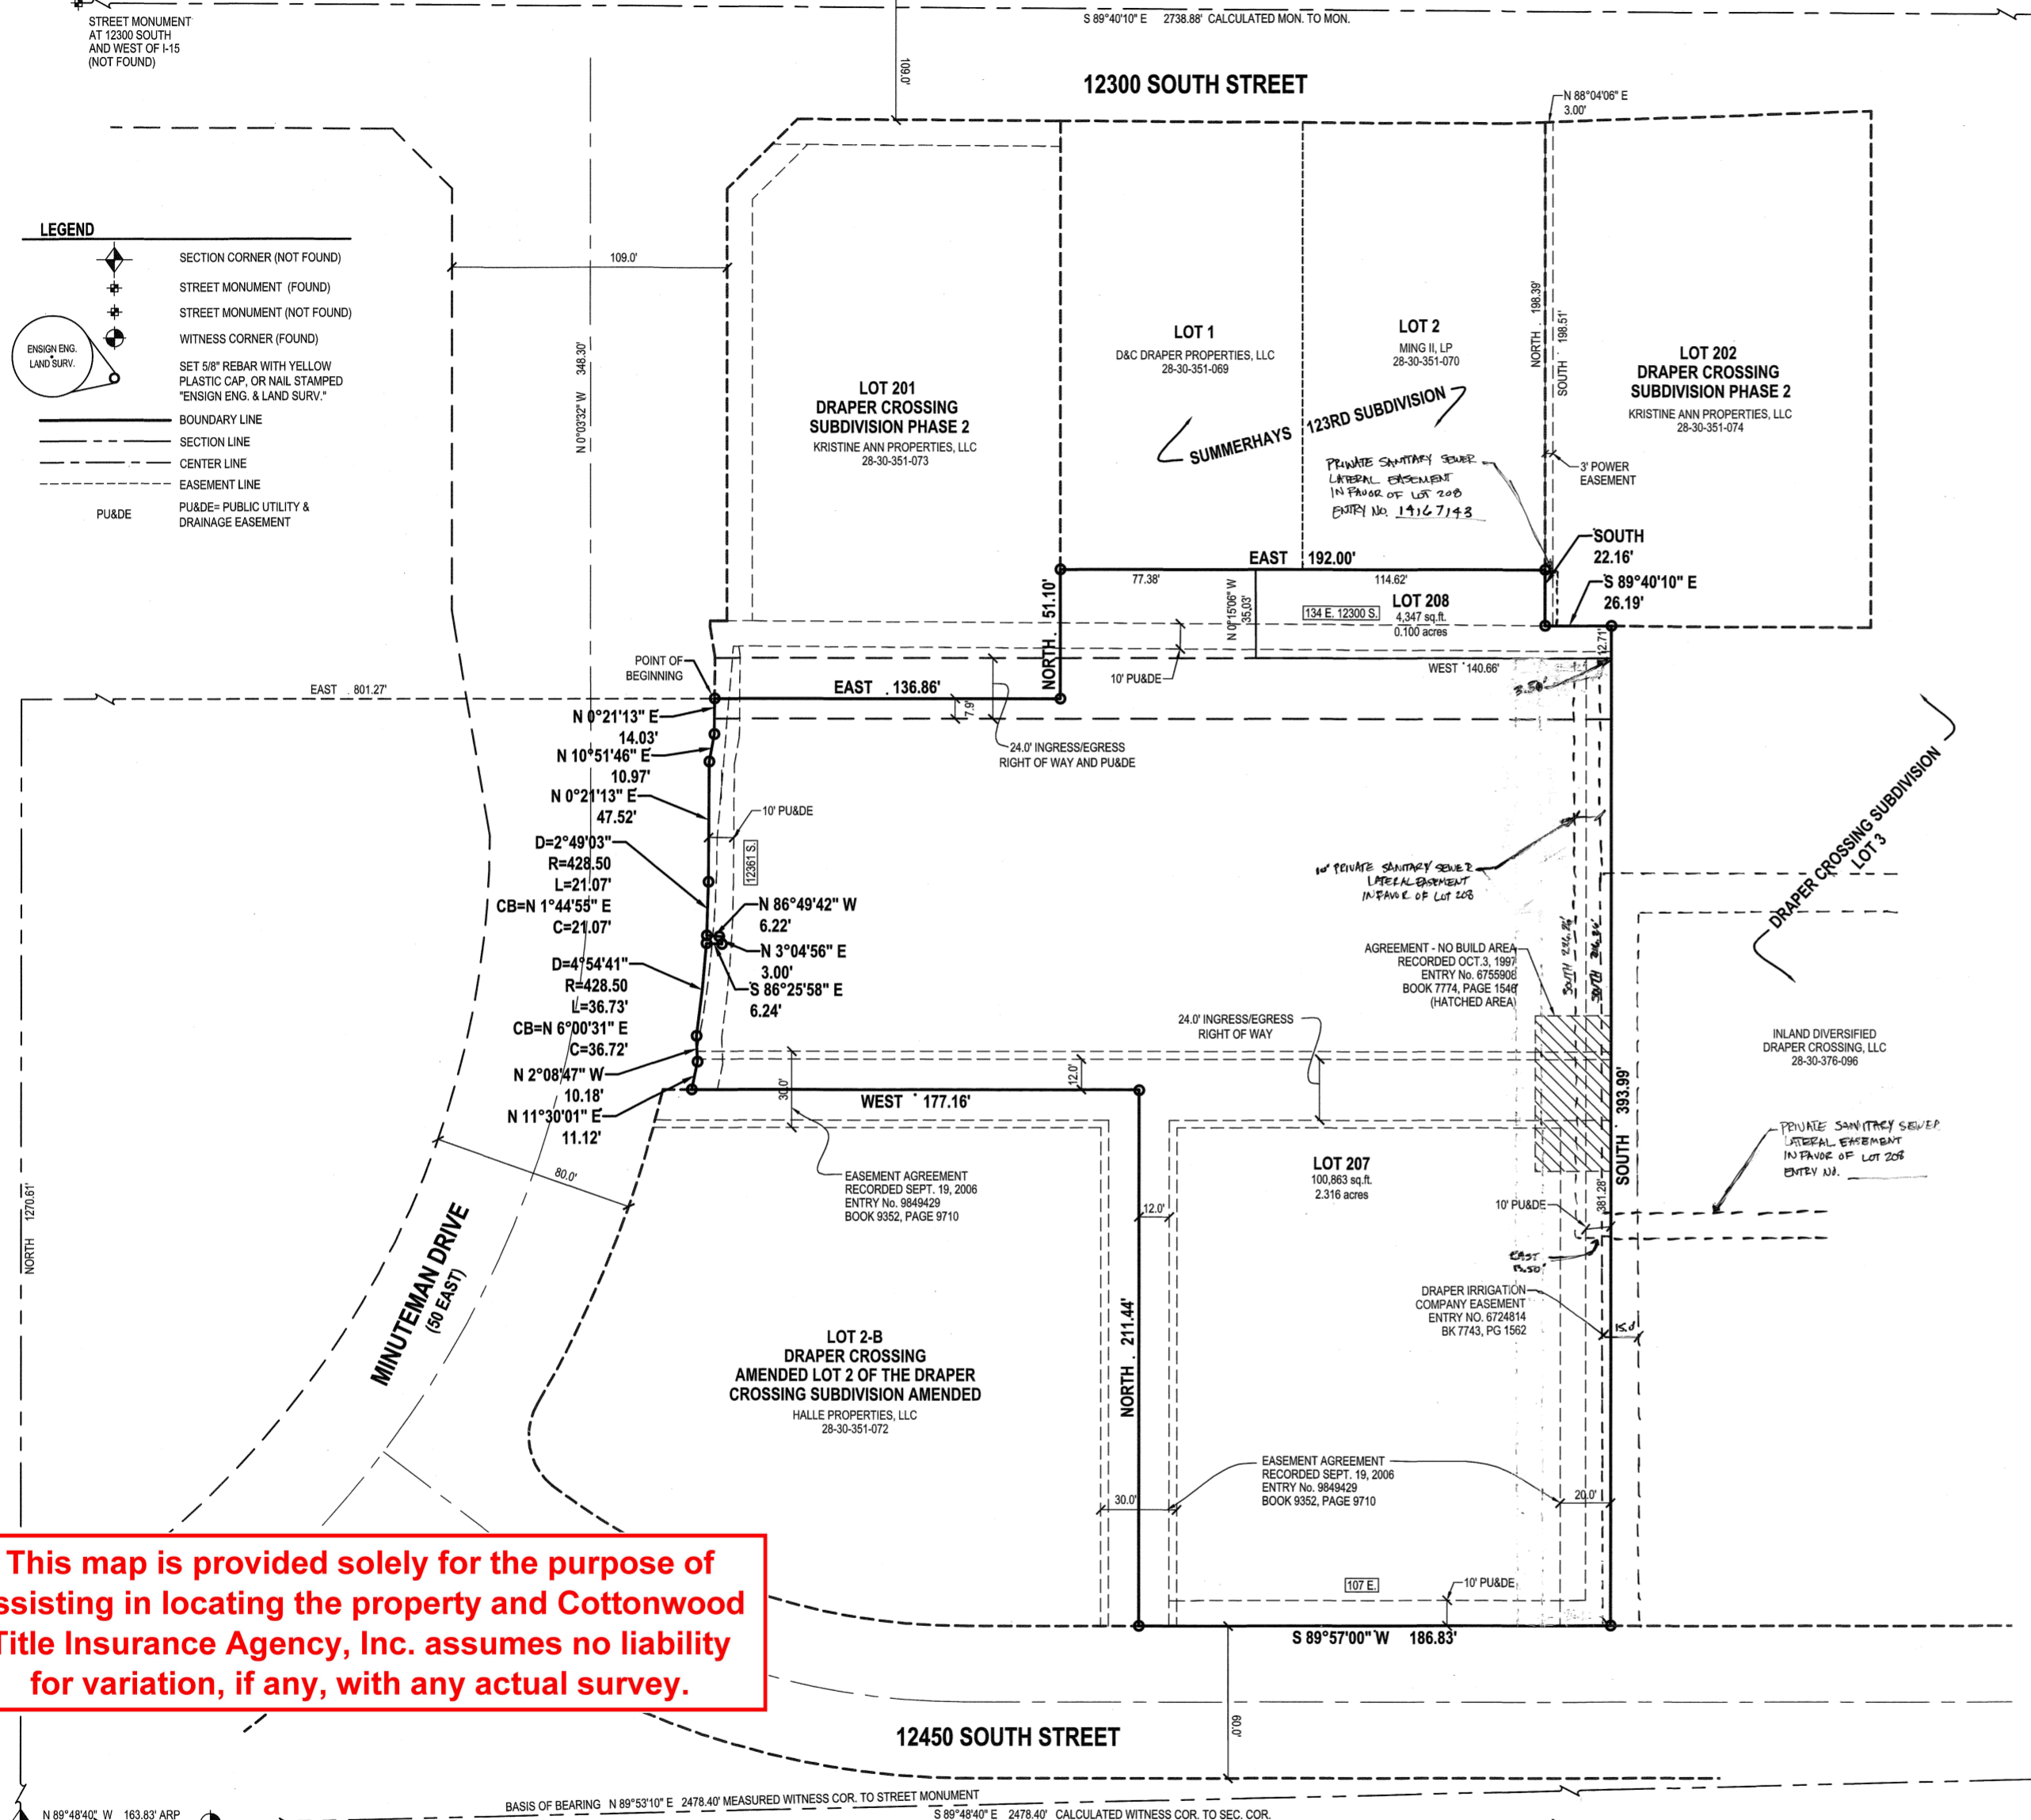 STREET MONUMENT
AT 12300 SOUTH
AND WEST OF I-15
(NOT FOUND)
S 89°40'10" E 2738.88' CALCULATED MON. TO MON.
109.0'
12300 SOUTH STREET
N 88°04'06" E
3.00'
LEGEND
SECTION CORNER (NOT FOUND)
STREET MONUMENT (FOUND)
STREET MONUMENT (NOT FOUND)
WITNESS CORNER (FOUND)
ENSIGN ENG.
LAND SURV.
SET 5/8" REBAR WITH YELLOW
PLASTIC CAP, OR NAIL STAMPED
"ENSIGN ENG. & LAND SURV."
BOUNDARY LINE
SECTION LINE
CENTER LINE
EASEMENT LINE
PU&DE
PU&DE= PUBLIC UTILITY &
DRAINAGE EASEMENT
109.0'
N 0°03'32" W 348.30'
LOT 201
DRAPER CROSSING
SUBDIVISION PHASE 2
KRISTINE ANN PROPERTIES, LLC
28-30-351-073
LOT 1
D&C DRAPER PROPERTIES, LLC
28-30-351-069
LOT 2
MING II, LP
28-30-351-070
SUMMERHAYS 123RD SUBDIVISION
NORTH 198.39'
SOUTH 198.51'
LOT 202
DRAPER CROSSING
SUBDIVISION PHASE 2
KRISTINE ANN PROPERTIES, LLC
28-30-351-074
PRIVATE SANITARY SEWER
LATERAL EASEMENT
IN FAVOR OF LOT 208
ENTRY NO. 14167143
3' POWER
EASEMENT
SOUTH
22.16'
S 89°40'10" E
26.19'
EAST 192.00'
77.38'
114.62'
NORTH 51.10'
N 0°15'06" W
35.03'
134 E. 12300 S.
LOT 208
4,347 sq.ft.
0.100 acres
12.71'
WEST 140.66'
3.50'
10' PU&DE
POINT OF
BEGINNING
EAST 801.27'
EAST 136.86'
7.9'
24.0' INGRESS/EGRESS
RIGHT OF WAY AND PU&DE
N 0°21'13" E
14.03'
N 10°51'46" E
10.97'
N 0°21'13" E
47.52'
D=2°49'03"
R=428.50
L=21.07'
CB=N 1°44'55" E
C=21.07'
10' PU&DE
12361 S.
N 86°49'42" W
6.22'
N 3°04'56" E
3.00'
S 86°25'58" E
6.24'
D=4°54'41"
R=428.50
L=36.73'
CB=N 6°00'31" E
C=36.72'
N 2°08'47" W
10.18'
N 11°30'01" E
11.12'
10' PRIVATE SANITARY SEWER
LATERAL EASEMENT
IN FAVOR OF LOT 208
DRAPER CROSSING SUBDIVISION
LOT 3
AGREEMENT - NO BUILD AREA
RECORDED OCT.3, 1997
ENTRY No. 6755908
BOOK 7774, PAGE 1546
(HATCHED AREA)
SOUTH
SOUTH
24.0' INGRESS/EGRESS
RIGHT OF WAY
INLAND DIVERSIFIED
DRAPER CROSSING, LLC
28-30-376-096
30.0'
12.0'
WEST 177.16'
SOUTH 393.99'
PRIVATE SANITARY SEWER
LATERAL EASEMENT
IN FAVOR OF LOT 208
ENTRY NO.
80.0'
EASEMENT AGREEMENT
RECORDED SEPT. 19, 2006
ENTRY No. 9849429
BOOK 9352, PAGE 9710
LOT 207
100,863 sq.ft.
2.316 acres
12.0'
10' PU&DE
381.28'
EAST
13.50'
NORTH 1270.61'
MINUTEMAN DRIVE
(50 EAST)
DRAPER IRRIGATION
COMPANY EASEMENT
ENTRY NO. 6724814
BK 7743, PG 1562
15.0'
NORTH 211.44'
LOT 2-B
DRAPER CROSSING
AMENDED LOT 2 OF THE DRAPER
CROSSING SUBDIVISION AMENDED
HALLE PROPERTIES, LLC
28-30-351-072
EASEMENT AGREEMENT
RECORDED SEPT. 19, 2006
ENTRY No. 9849429
BOOK 9352, PAGE 9710
30.0'
20.0'
107 E.
10' PU&DE
S 89°57'00" W 186.83'
This map is provided solely for the purpose of
ssisting in locating the property and Cottonwood
Title Insurance Agency, Inc. assumes no liability
for variation, if any, with any actual survey.
60.0'
12450 SOUTH STREET
BASIS OF BEARING N 89°53'10" E 2478.40' MEASURED WITNESS COR. TO STREET MONUMENT
N 89°48'40" W 163.83' ARP
S 89°48'40" E 2478.40' CALCULATED WITNESS COR. TO SEC. COR.